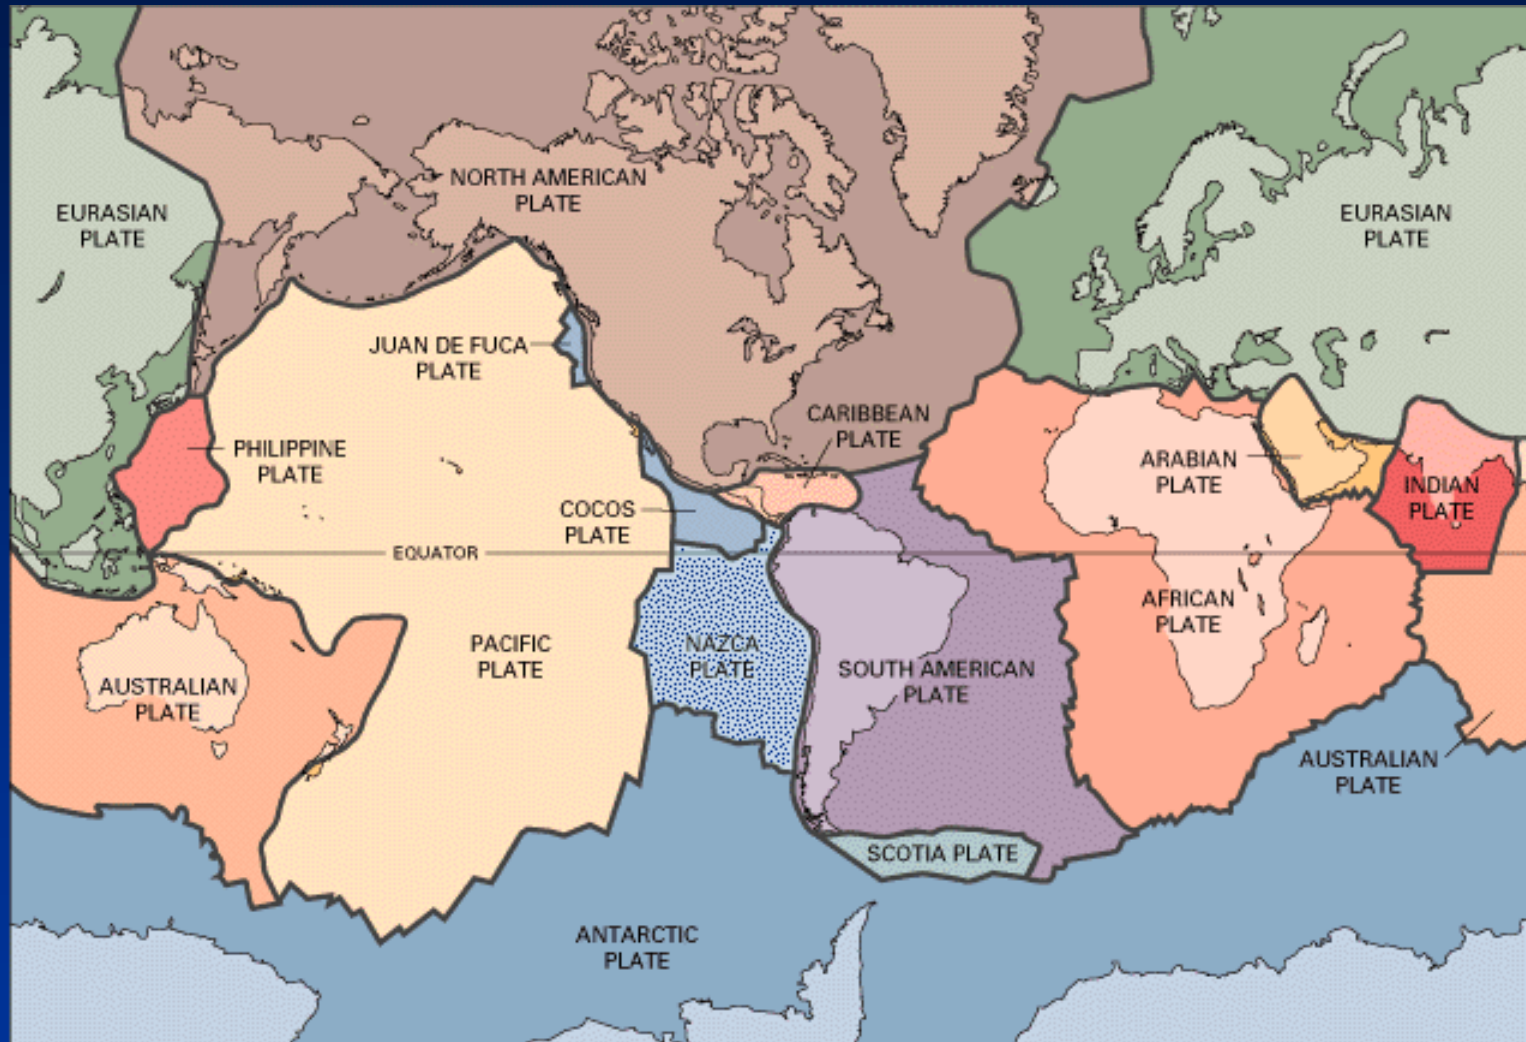 NORTH AMERICAN
PLATE
EURASIAN
PLATE
EURASIAN
PLATE
JUAN DE FUCA
PLATE
CARIBBEAN
PLATE
PHILIPPINE
PLATE
ARABIAN
PLATE
INDIAN
PLATE
COCOS
PLATE
EQUATOR
AFRICAN
PLATE
PACIFIC
PLATE
NAZCA
PLATE
SOUTH AMERICAN
PLATE
AUSTRALIAN
PLATE
AUSTRALIAN
PLATE
SCOTIA PLATE
ANTARCTIC
PLATE